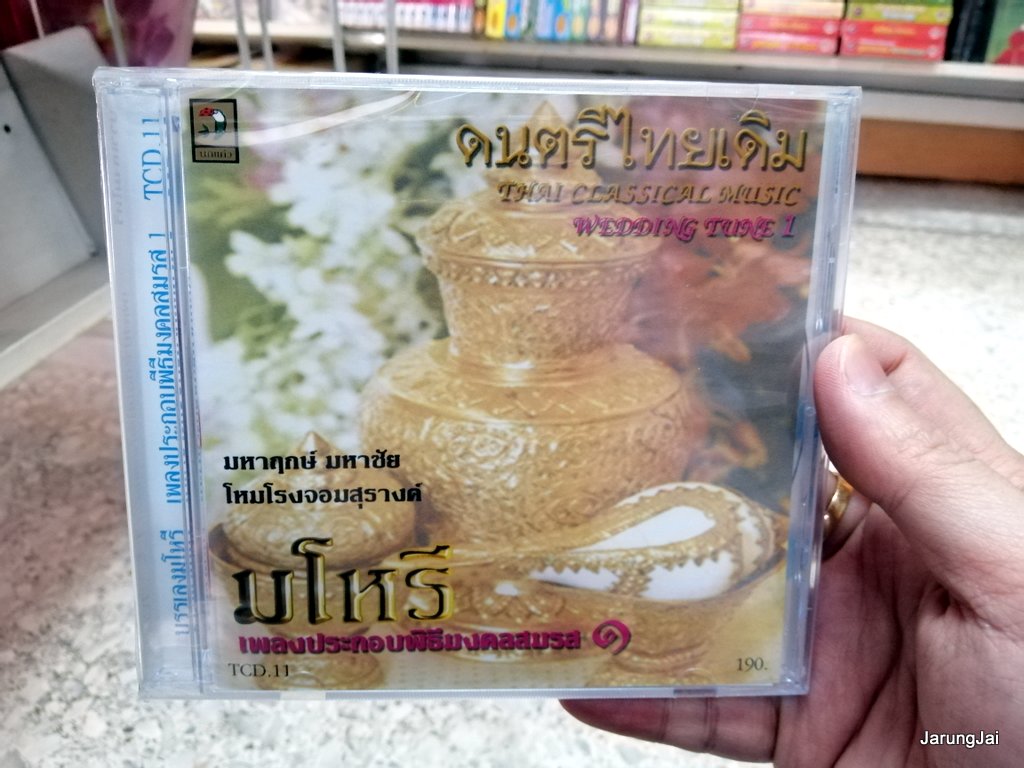 นกแก้ว
ดนตรีไทยเดิม
THAI CLASSICAL MUSIC
WEDDING TUNE 1
มหาฤกษ์ มหาชัย
โหมโรงจอมสุรางค์
มโหรี
เพลงประกอบพิธีมงคลสมรส ๑
TCD.11
190.
บรรเลงมโหรี เพลงประกอบพิธีมงคลสมรส 1 TCD.11
JarungJai